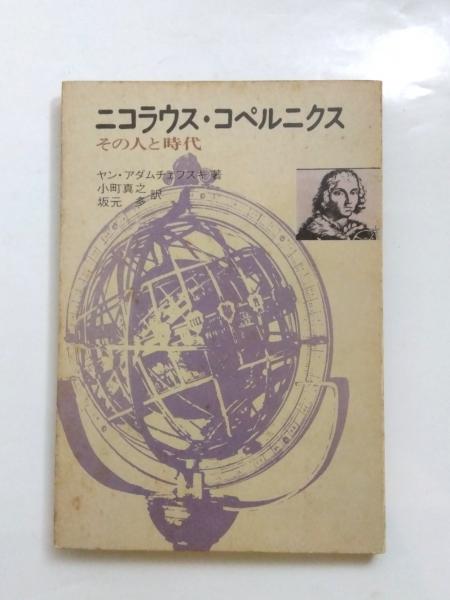 ニコラウス・コペルニクス
その人と時代
ヤン・アダムチェフスキ著
小町真之
坂元 多 訳